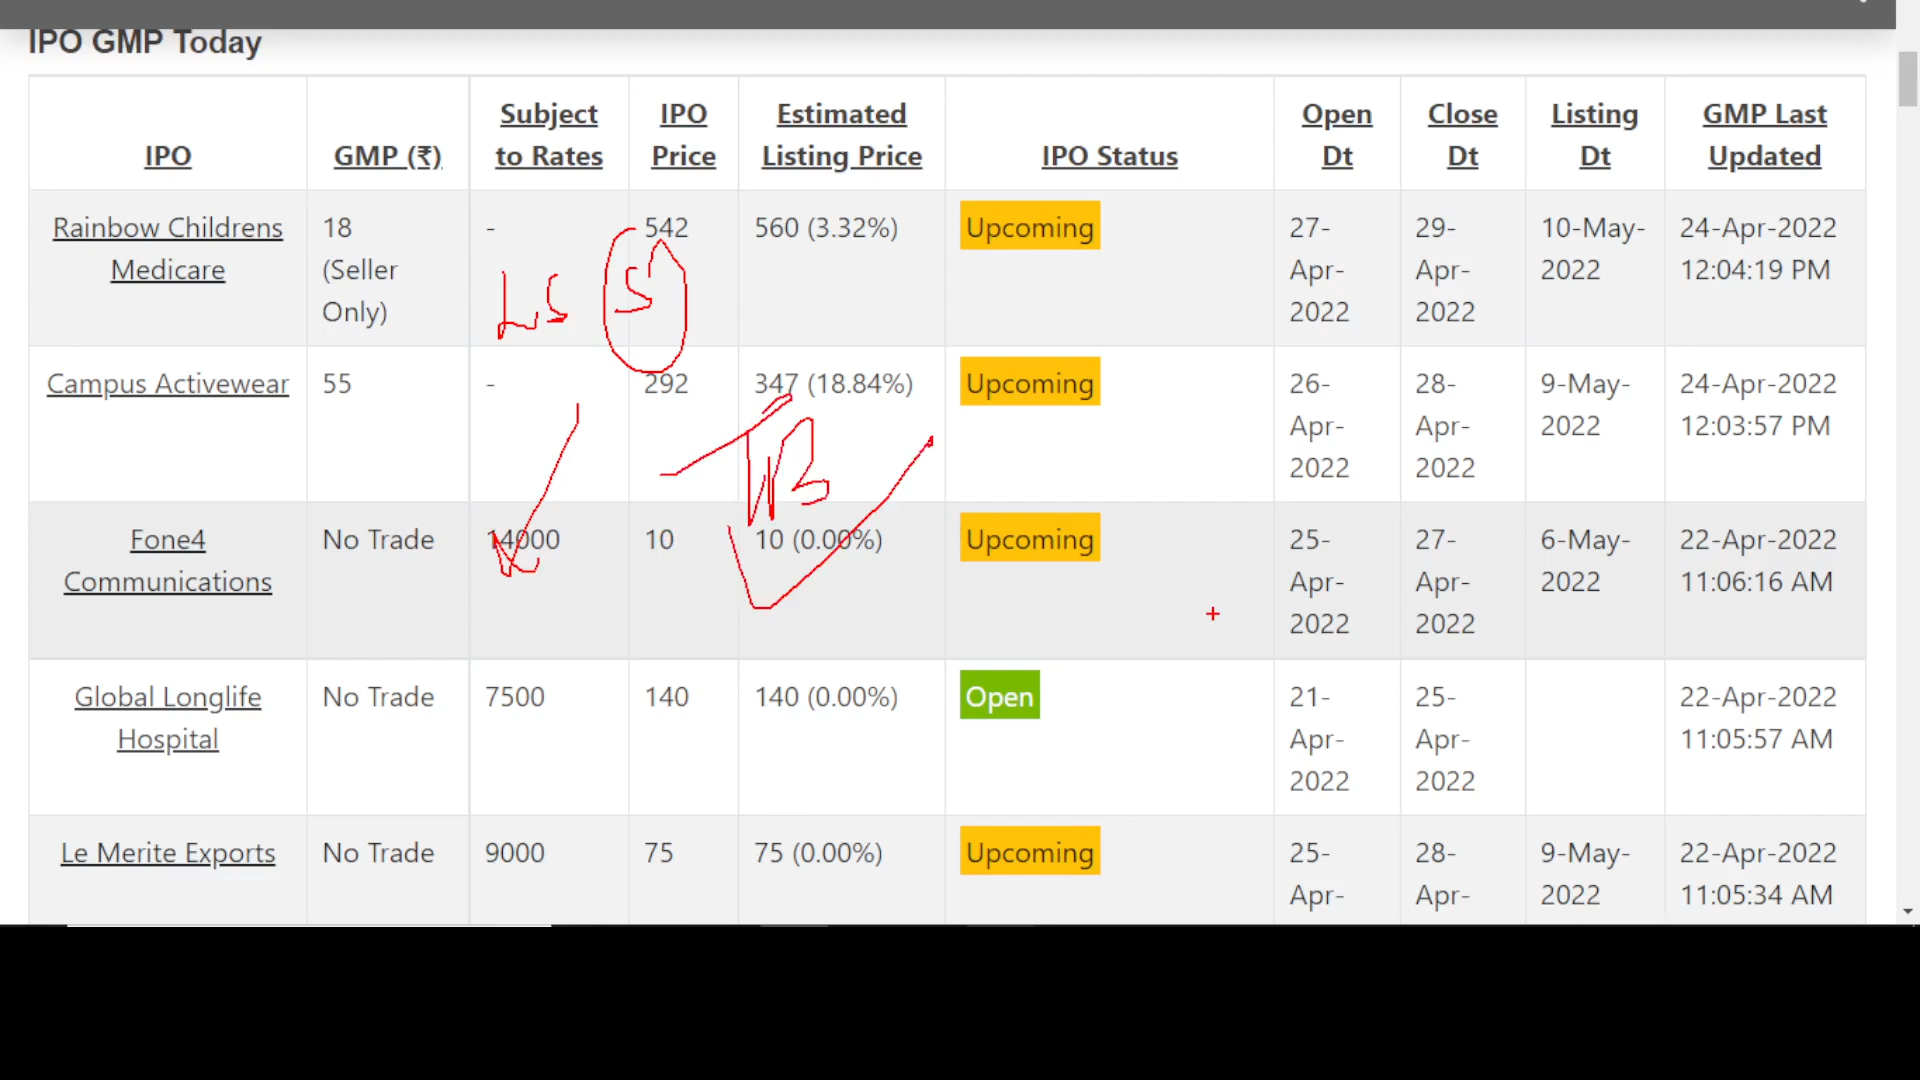 IPO GMP Today
IPO GMP (₹) Subject to Rates IPO Price Estimated Listing Price IPO Status Open Dt Close Dt Listing Dt GMP Last Updated
Rainbow Childrens Medicare 18 (Seller Only) - 542 560 (3.32%) Upcoming 27-Apr-2022 29-Apr-2022 10-May-2022 24-Apr-2022 12:04:19 PM
Campus Activewear 55 - 292 347 (18.84%) Upcoming 26-Apr-2022 28-Apr-2022 9-May-2022 24-Apr-2022 12:03:57 PM
Fone4 Communications No Trade 14000 10 10 (0.00%) Upcoming 25-Apr-2022 27-Apr-2022 6-May-2022 22-Apr-2022 11:06:16 AM
Global Longlife Hospital No Trade 7500 140 140 (0.00%) Open 21-Apr-2022 25-Apr-2022 22-Apr-2022 11:05:57 AM
Le Merite Exports No Trade 9000 75 75 (0.00%) Upcoming 25-Apr- 28-Apr- 9-May-2022 22-Apr-2022 11:05:34 AM